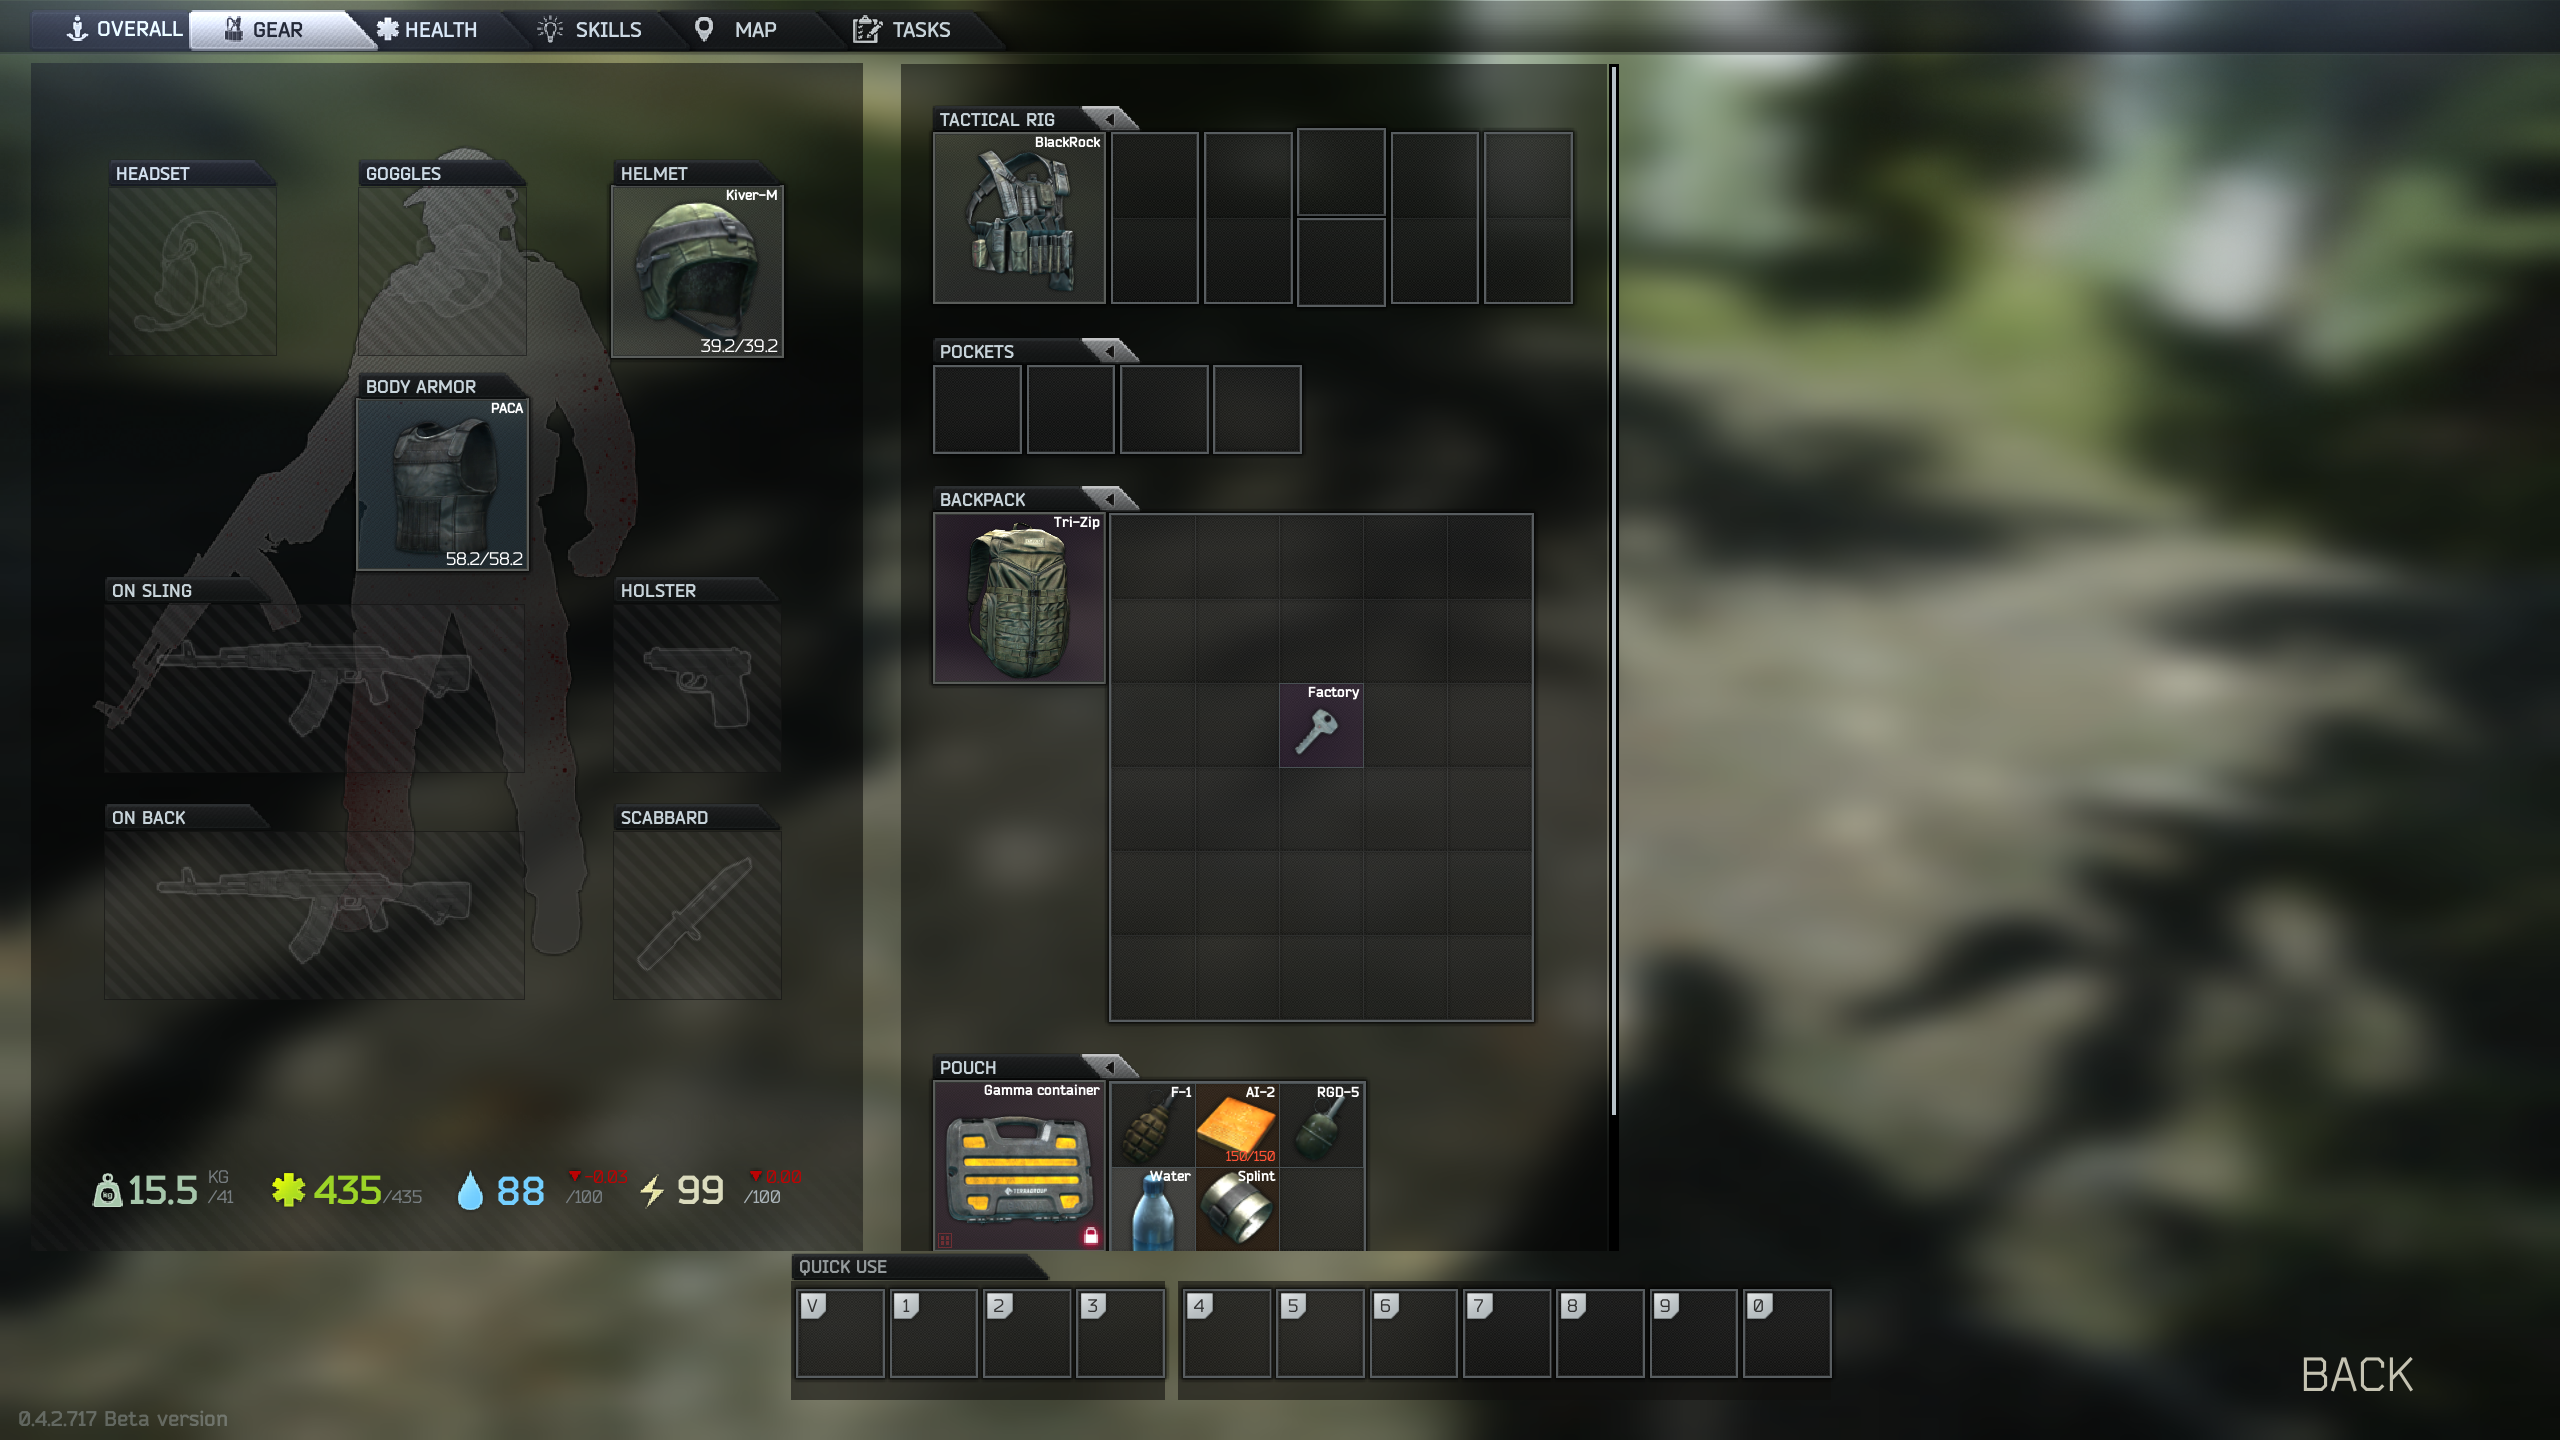 OVERALL
GEAR
HEALTH
SKILLS
MAP
TASKS
HEADSET
GOGGLES
HELMET
Kiver-M
39.2/39.2
BODY ARMOR
PACA
58.2/58.2
ON SLING
HOLSTER
ON BACK
SCABBARD
15.5 KG /41
435/435
88 ▼-0.03 /100
99 ▼0.00 /100
TACTICAL RIG
BlackRock
POCKETS
BACKPACK
Tri-Zip
Factory
POUCH
Gamma container
TERRAGROUP
F-1
AI-2
150/150
RGD-5
Water
Splint
QUICK USE
V 1 2 3 4 5 6 7 8 9 0
BACK
0.4.2.717 Beta version